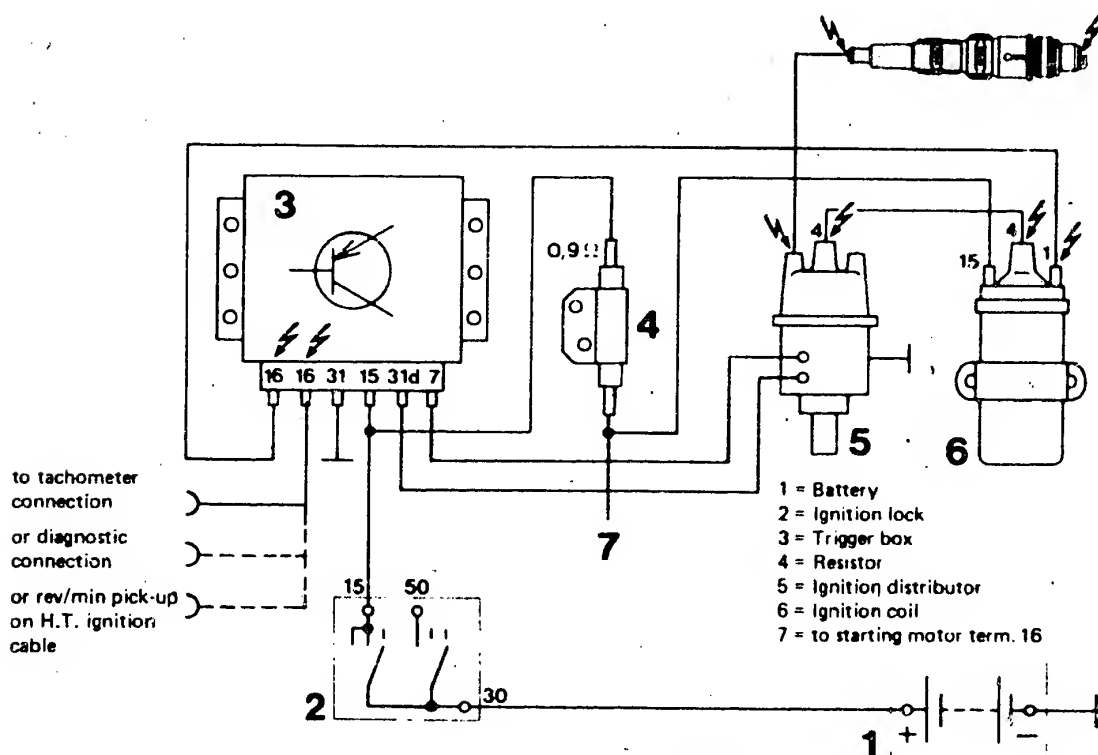 3
0,9Ω
4
4
15
4
1
16 16 31 15 31d 7
5
6
to tachometer
connection
or diagnostic
connection
or rev/min pick-up
on H.T. ignition
cable
7
1 = Battery
2 = Ignition lock
3 = Trigger box
4 = Resistor
5 = Ignition distributor
6 = Ignition coil
7 = to starting motor term. 16
15 50
30
2
1
+ −